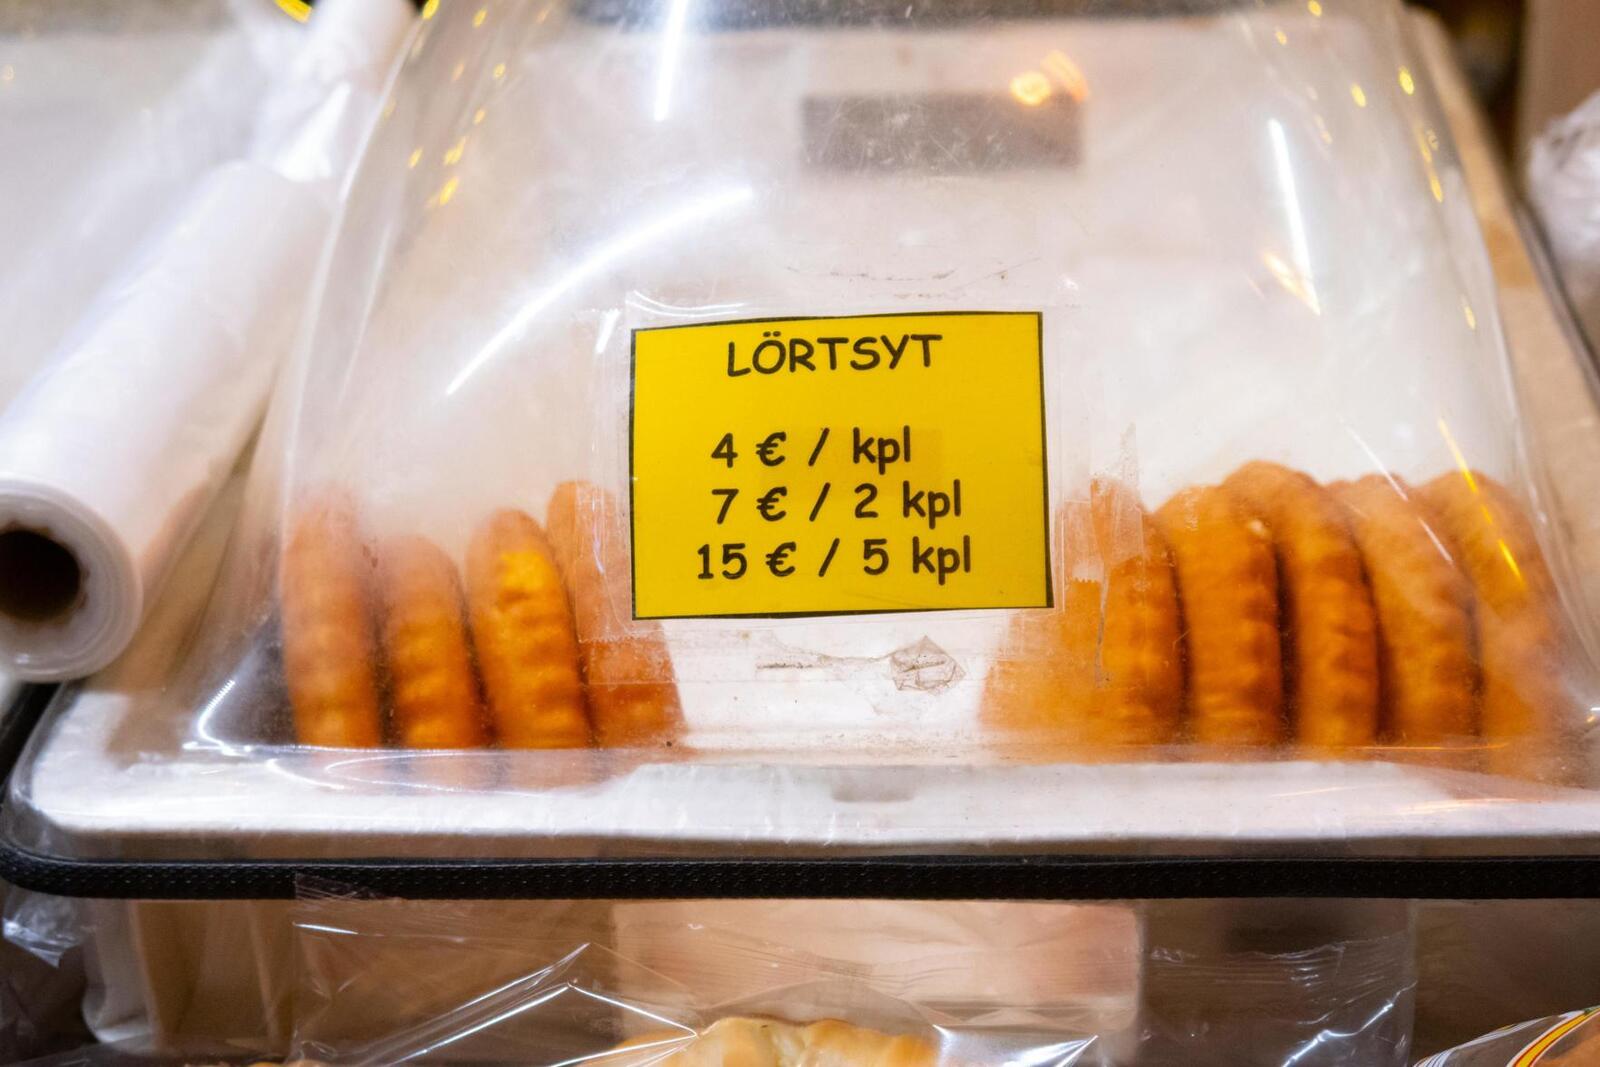 LÖRTSYT
4 € / kpl
7 € / 2 kpl
15 € / 5 kpl